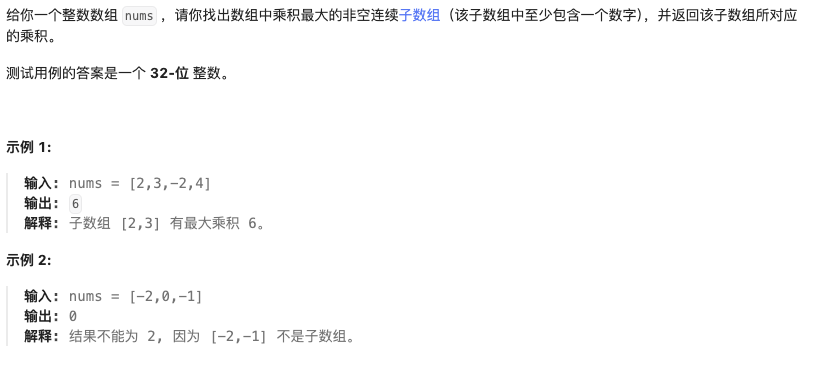 给你一个整数数组 nums ，请你找出数组中乘积最大的非空连续子数组（该子数组中至少包含一个数字），并返回该子数组所对应
的乘积。
测试用例的答案是一个 32-位 整数。
示例 1:
输入: nums = [2,3,-2,4]
输出: 6
解释: 子数组 [2,3] 有最大乘积 6。
示例 2:
输入: nums = [-2,0,-1]
输出: 0
解释: 结果不能为 2, 因为 [-2,-1] 不是子数组。